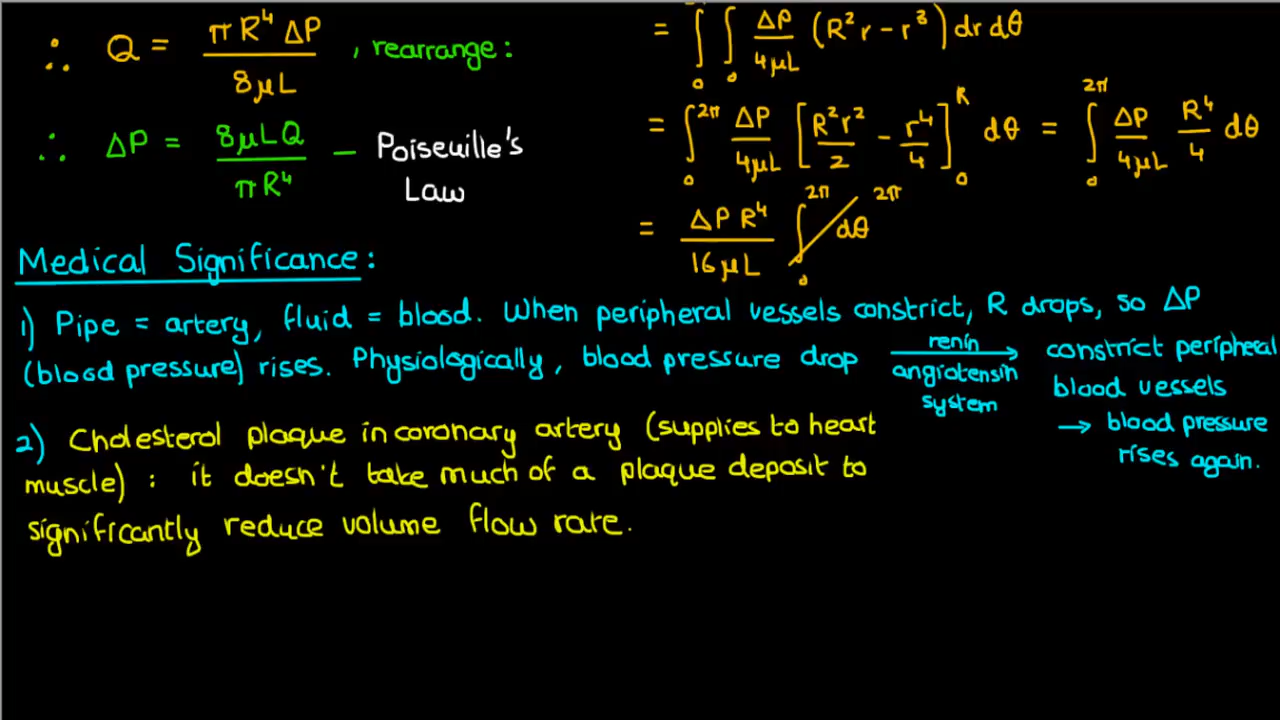 ∴ Q = πR⁴ ΔP / 8μL , rearrange:
∴ ΔP = 8μLQ / πR⁴ — Poiseuille's
Law
= ∫₀ ∫₀ ΔP/4μL (R²r − r³) dr dθ
= ∫₀^2π ΔP/4μL [R²r²/2 − r⁴/4]₀^R dθ = ∫₀^2π ΔP/4μL R⁴/4 dθ
= ΔP R⁴/16μL ∫₀^2π dθ 2π
Medical Significance:
1) Pipe = artery, fluid = blood. When peripheral vessels constrict, R drops, so ΔP
(blood pressure) rises. Physiologically, blood pressure drop
renin
angiotensin
system
constrict peripheral
blood vessels
→ blood pressure
rises again.
2) Cholesterol plaque in coronary artery (supplies to heart
muscle) : it doesn't take much of a plaque deposit to
significantly reduce volume flow rate.